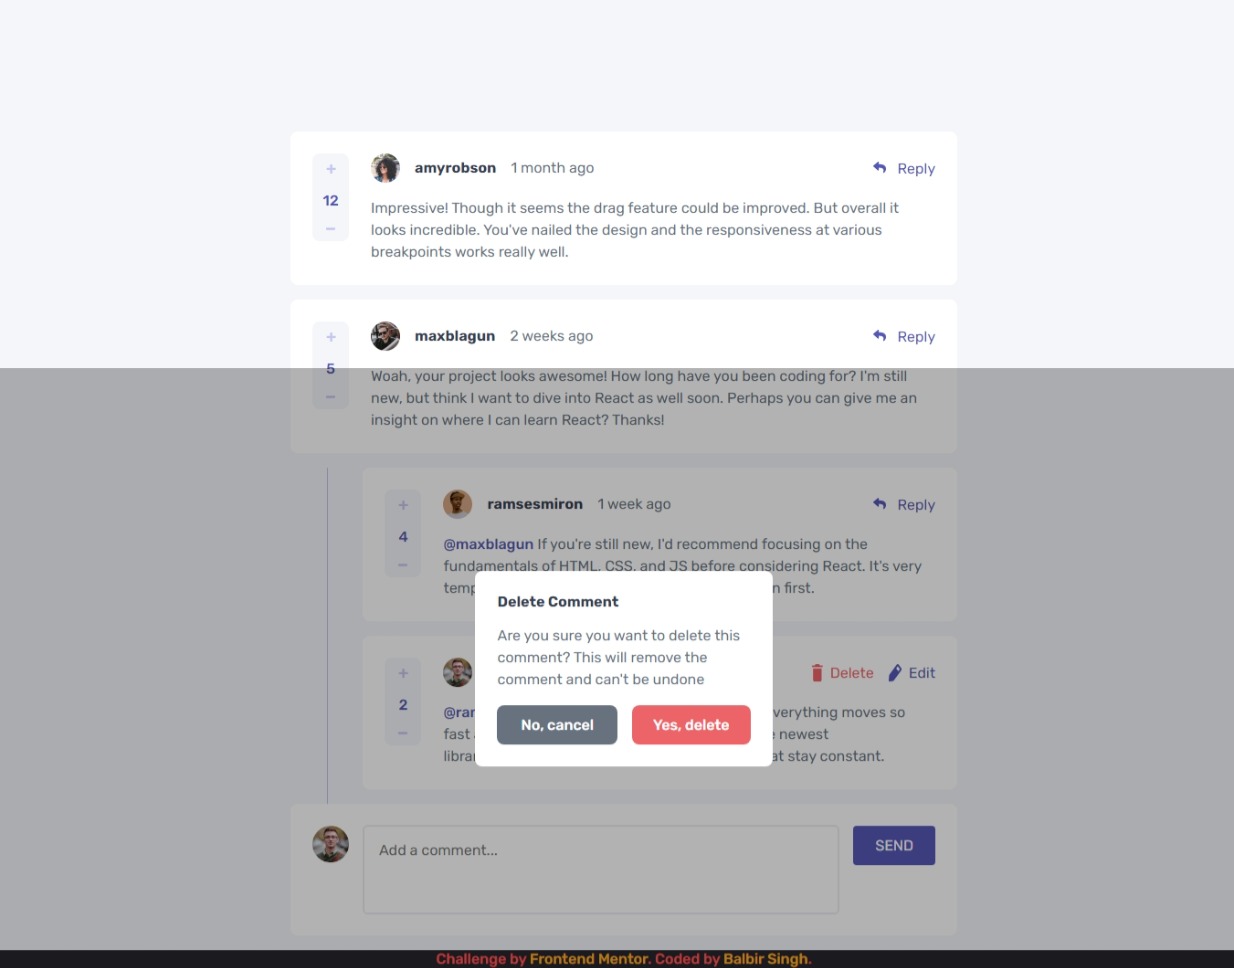 amyrobson 1 month ago Reply
+
12
−
Impressive! Though it seems the drag feature could be improved. But overall it
looks incredible. You've nailed the design and the responsiveness at various
breakpoints works really well.
maxblagun 2 weeks ago Reply
+
5
−
Woah, your project looks awesome! How long have you been coding for? I'm still
new, but think I want to dive into React as well soon. Perhaps you can give me an
insight on where I can learn React? Thanks!
ramsesmiron 1 week ago Reply
+
4
−
@maxblagun If you're still new, I'd recommend focusing on the
fundamentals of HTML, CSS, and JS before considering React. It's very
n first.
Delete Comment
Are you sure you want to delete this
comment? This will remove the
comment and can't be undone
No, cancel Yes, delete
Delete Edit
+
2
−
verything moves so
fast
newest
at stay constant.
Add a comment...
SEND
Challenge by Frontend Mentor. Coded by Balbir Singh.